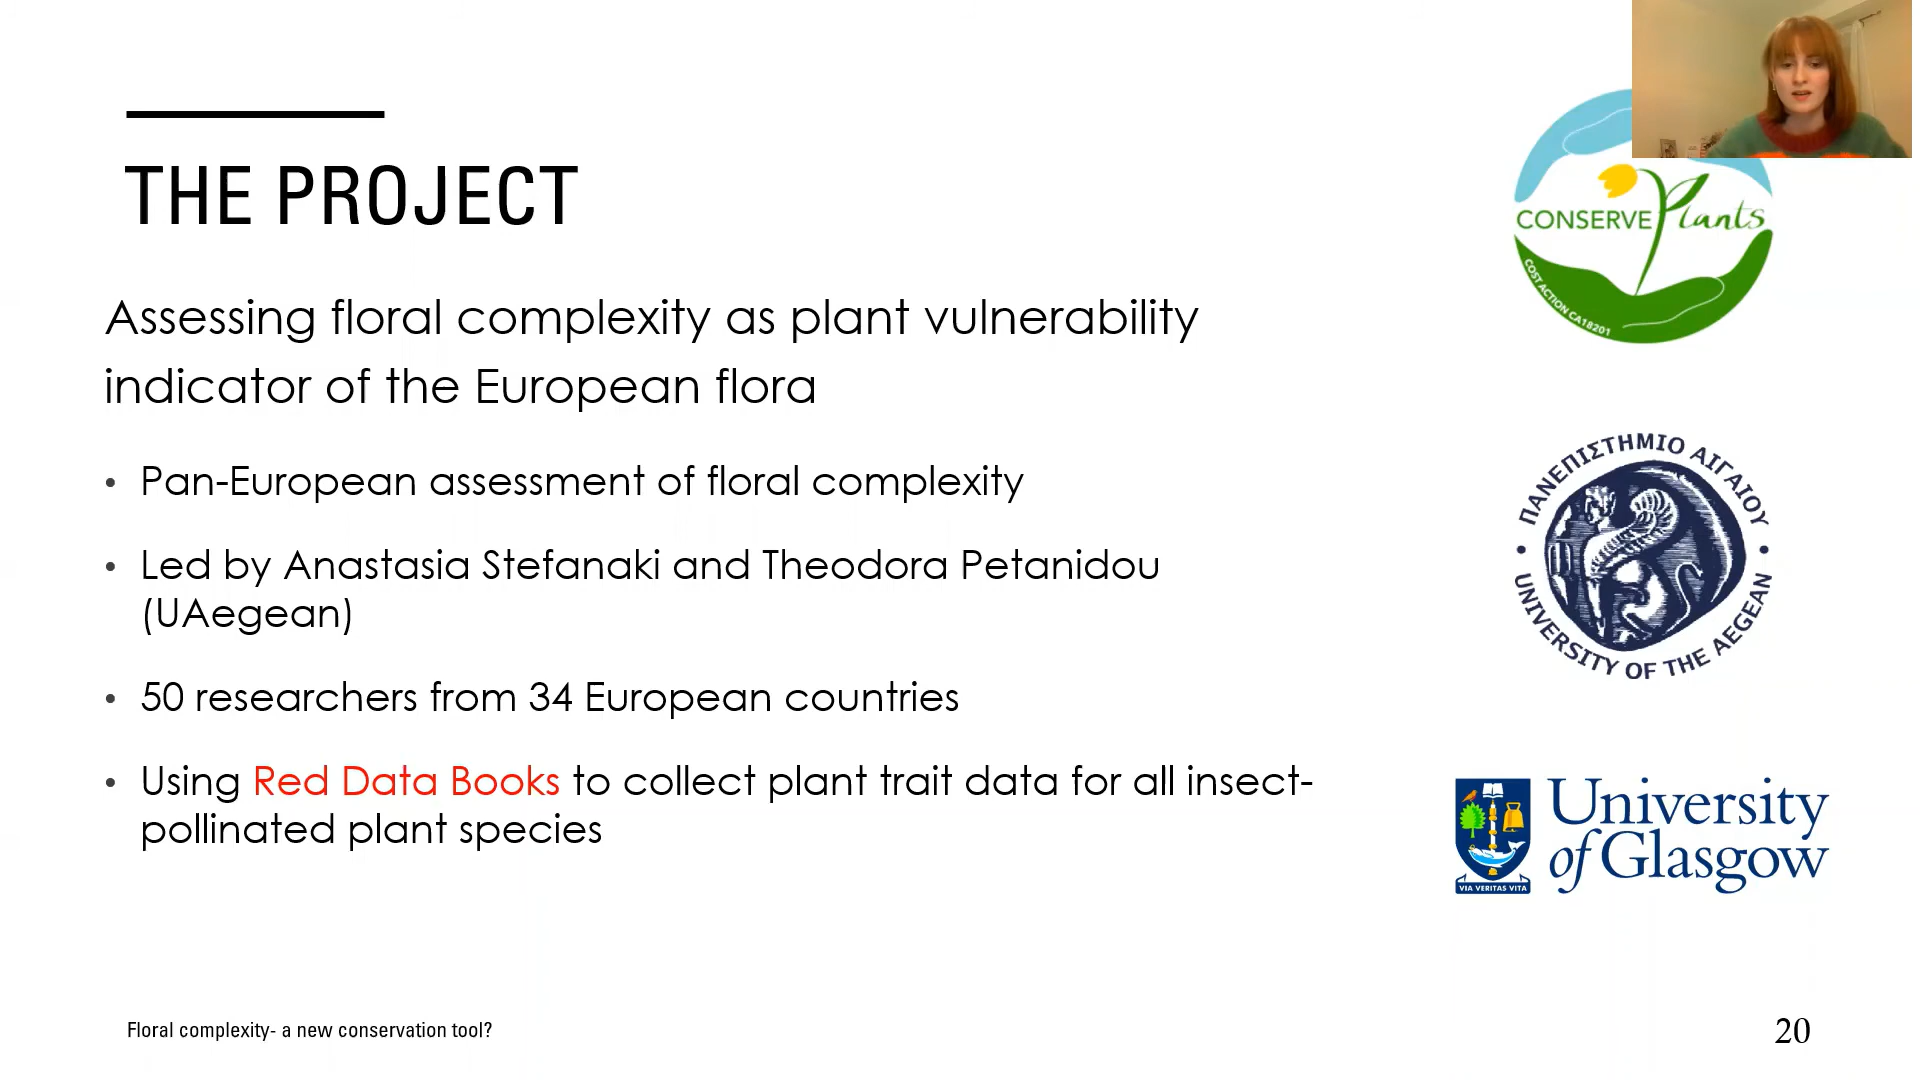 THE PROJECT
CONSERVE Plants
COST ACTION CA18201
Assessing floral complexity as plant vulnerability
indicator of the European flora
• Pan-European assessment of floral complexity
• Led by Anastasia Stefanaki and Theodora Petanidou
(UAegean)
• 50 researchers from 34 European countries
• Using Red Data Books to collect plant trait data for all insect-
pollinated plant species
ΠΑΝΕΠΙΣΤΗΜΙΟ ΑΙΓΑΙΟΥ
• UNIVERSITY OF THE AEGEAN •
University
of Glasgow
VIA VERITAS VITA
Floral complexity- a new conservation tool?
20